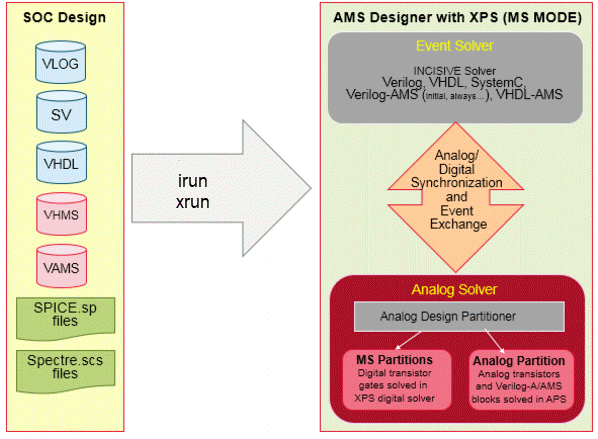 SOC Design
VLOG
SV
VHDL
VHMS
VAMS
SPICE.sp
files
Spectre.scs
files
irun
xrun
AMS Designer with XPS (MS MODE)
Event Solver
INCISIVE Solver
Verilog, VHDL, SystemC,
Verilog-AMS (initial, always...), VHDL-AMS
Analog/
Digital
Synchronization
and
Event
Exchange
Analog Solver
Analog Design Partitioner
MS Partitions
Digital transistor
gates solved in
XPS digital solver
Analog Partition
Analog transistors
and Verilog-A/AMS
blocks solved in APS